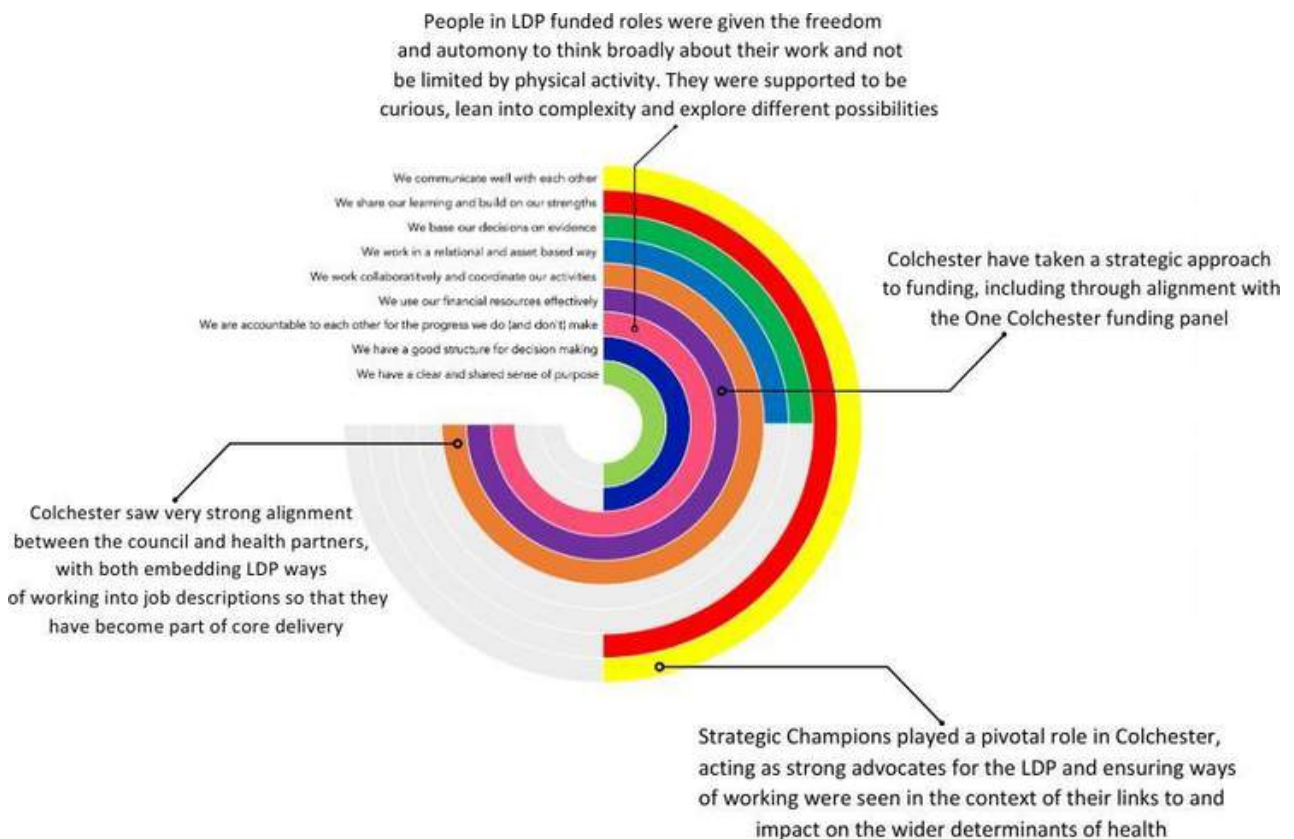 People in LDP funded roles were given the freedom
and automony to think broadly about their work and not
be limited by physical activity. They were supported to be
curious, lean into complexity and explore different possibilities
We communicate well with each other
We share our learning and build on our strengths
We base our decisions on evidence
We work in a relational and asset based way
We work collaboratitvely and coordinate our activities
We use our financial resources effectively
We are accountable to each other for the progress we do (and don't) make
We have a good structure for decision making
We have a clear and shared sense of purpose
Colchester have taken a strategic approach
to funding, including through alignment with
the One Colchester funding panel
Colchester saw very strong alignment
between the council and health partners,
with both embedding LDP ways
of working into job descriptions so that they
have become part of core delivery
Strategic Champions played a pivotal role in Colchester,
acting as strong advocates for the LDP and ensuring ways
of working were seen in the context of their links to and
impact on the wider determinants of health